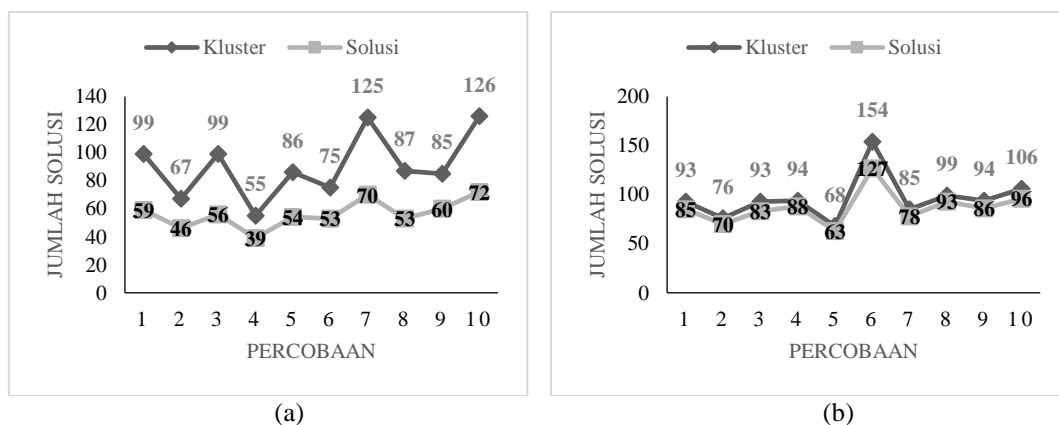 Kluster Solusi
JUMLAH SOLUSI
140
120
100
80
60
40
20
0
99 67 99 55 86 75 125 87 85 126
59 46 56 39 54 53 70 53 60 72
1 2 3 4 5 6 7 8 9 10
PERCOBAAN
(a)
Kluster Solusi
JUMLAH SOLUSI
200
150
100
50
0
93 76 93 94 68 154 85 99 94 106
85 70 83 88 63 127 78 93 86 96
1 2 3 4 5 6 7 8 9 10
PERCOBAAN
(b)